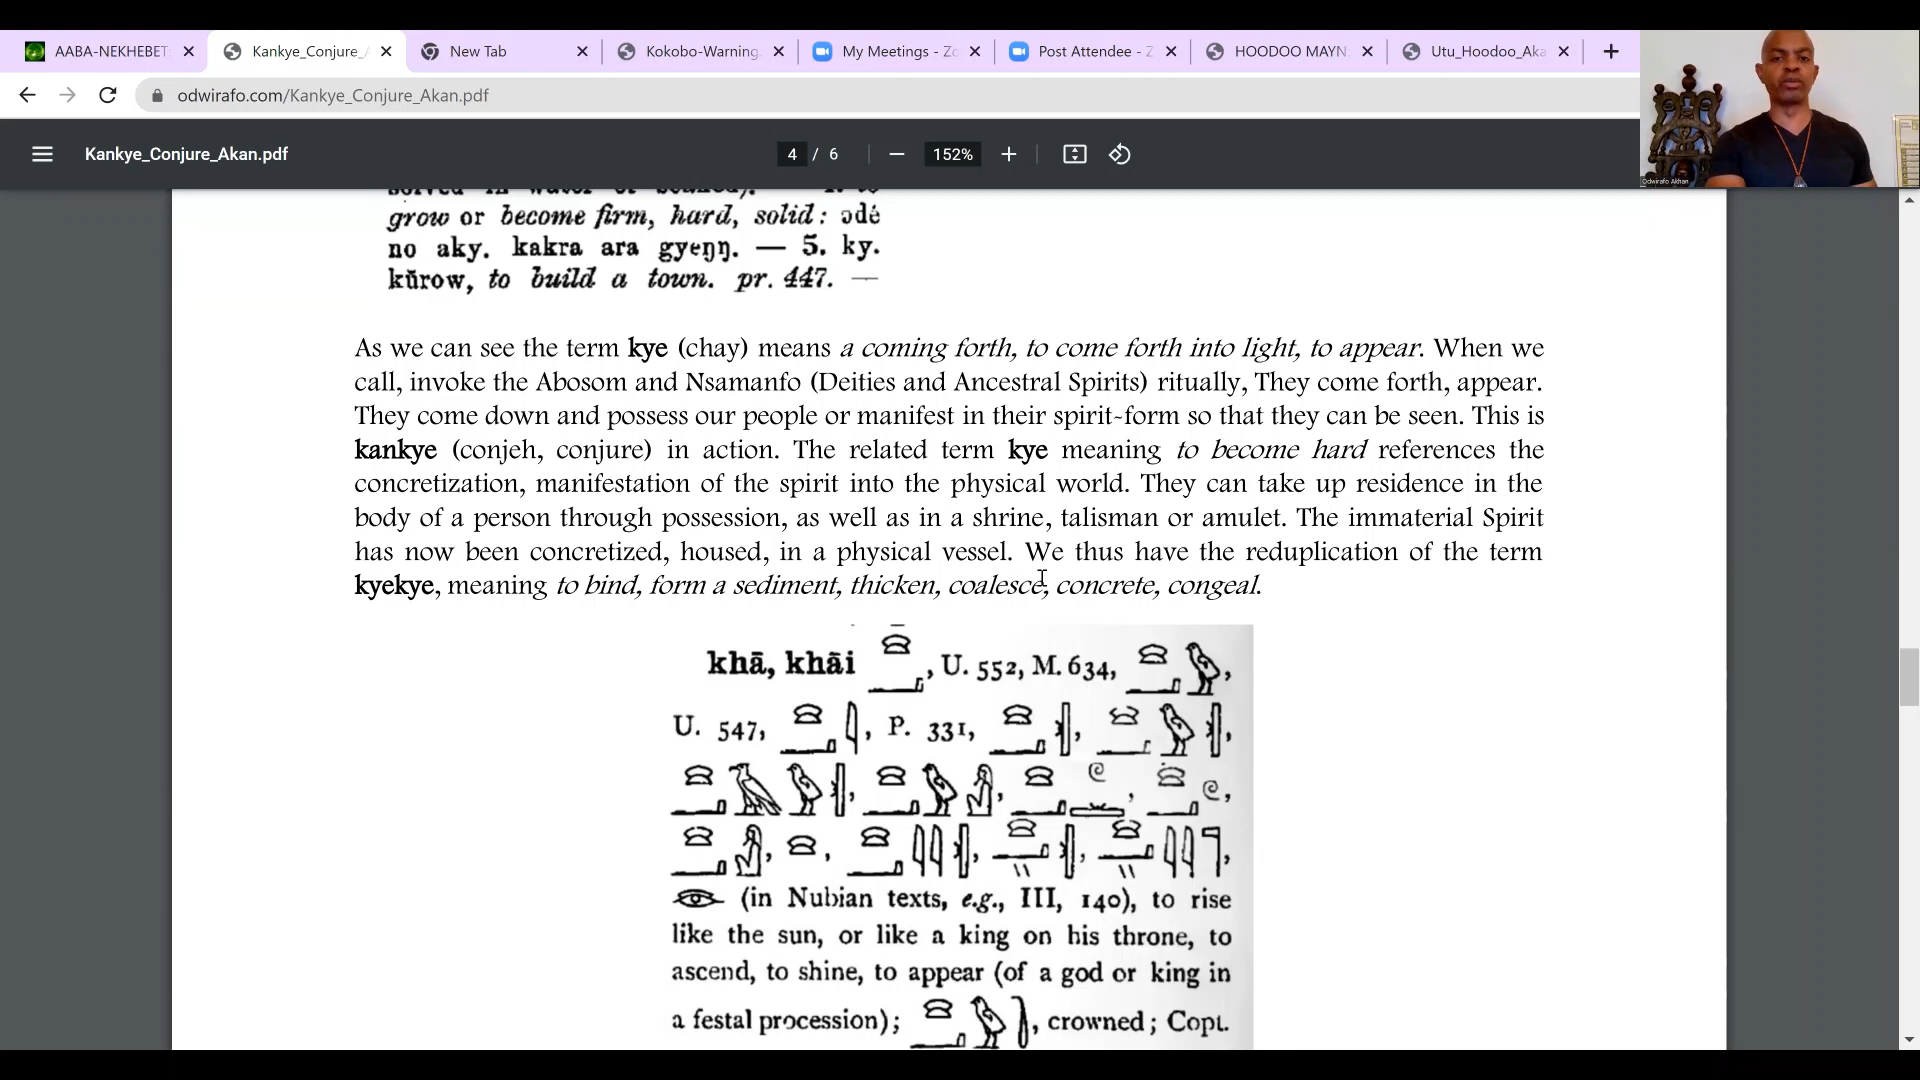 AABA-NEKHEBET
Kankye_Conjure_A
New Tab
Kokobo-Warning.
My Meetings - Zo
Post Attendee - Z
HOODOO MAYN
Utu_Hoodoo_Aka
odwirafo.com/Kankye_Conjure_Akan.pdf
Kankye_Conjure_Akan.pdf
4 / 6
152%
Odwirafo Akhan
grow or become firm, hard, solid: ɔdé
no aky. kakra ara gyeŋŋ. — 5. ky.
kūrow, to build a town. pr. 447. —
As we can see the term kye (chay) means a coming forth, to come forth into light, to appear. When we
call, invoke the Abosom and Nsamanfo (Deities and Ancestral Spirits) ritually, They come forth, appear.
They come down and possess our people or manifest in their spirit-form so that they can be seen. This is
kankye (conjeh, conjure) in action. The related term kye meaning to become hard references the
concretization, manifestation of the spirit into the physical world. They can take up residence in the
body of a person through possession, as well as in a shrine, talisman or amulet. The immaterial Spirit
has now been concretized, housed, in a physical vessel. We thus have the reduplication of the term
kyekye, meaning to bind, form a sediment, thicken, coalesce, concrete, congeal.
khā, khāi , U. 552, M. 634,
U. 547, , P. 331,
(in Nubian texts, e.g., III, 140), to rise
like the sun, or like a king on his throne, to
ascend, to shine, to appear (of a god or king in
a festal procession); , crowned; Copt.